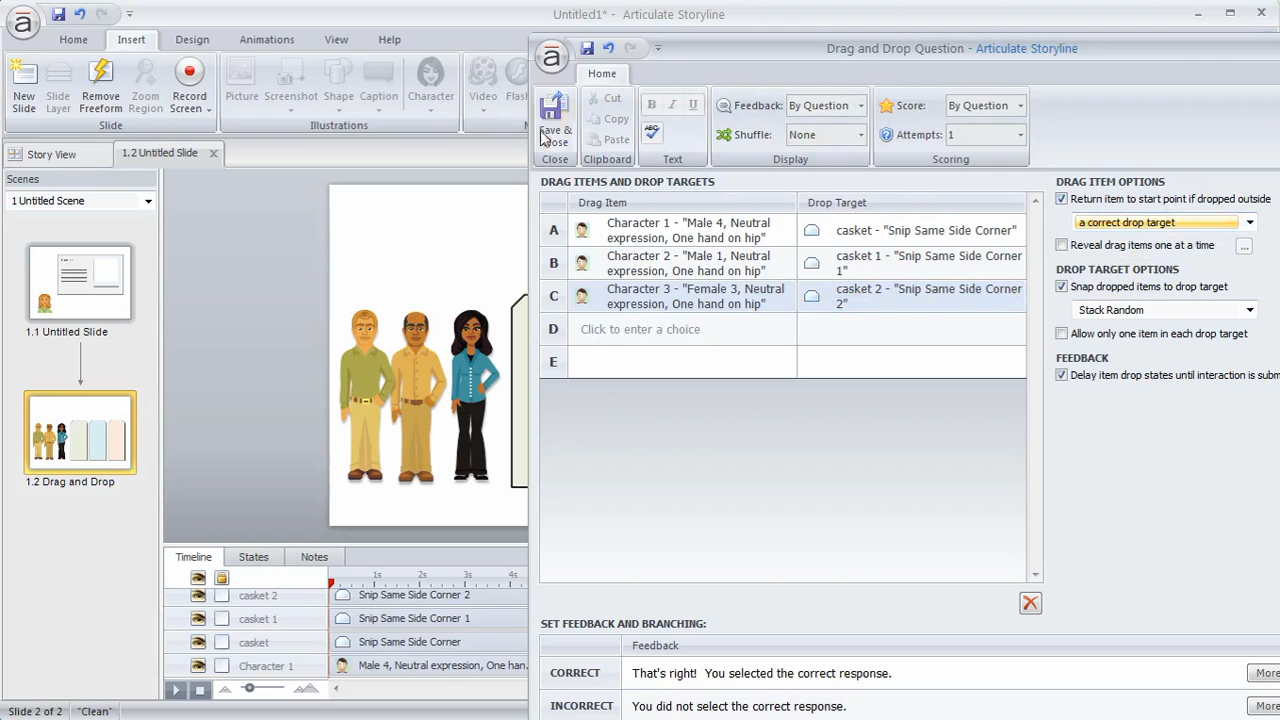 Untitled1* - Articulate Storyline
Home Insert Design Animations View Help
New Slide
Slide Layer
Remove Freeform
Zoom Region
Record Screen
Slide
Picture
Screenshot
Shape
Caption
Character
Illustrations
Video
Flash
Story View
1.2 Untitled Slide
Scenes
1 Untitled Scene
1.1 Untitled Slide
1.2 Drag and Drop
Timeline States Notes
1s 2s 3s 4s
casket 2 Snip Same Side Corner 2
casket 1 Snip Same Side Corner 1
casket Snip Same Side Corner
Character 1 Male 4, Neutral expression, One han...
Slide 2 of 2 "Clean"
Drag and Drop Question - Articulate Storyline
Home
Save & Close
Close
Cut
Copy
Paste
Clipboard
B I U
ABC
Text
Feedback: By Question
Shuffle: None
Display
Score: By Question
Attempts: 1
Scoring
DRAG ITEMS AND DROP TARGETS
Drag Item Drop Target
A Character 1 - "Male 4, Neutral casket - "Snip Same Side Corner"
expression, One hand on hip"
B Character 2 - "Male 1, Neutral casket 1 - "Snip Same Side Corner
expression, One hand on hip" 1"
C Character 3 - "Female 3, Neutral casket 2 - "Snip Same Side Corner
expression, One hand on hip" 2"
D Click to enter a choice
E
DRAG ITEM OPTIONS
Return item to start point if dropped outside
a correct drop target
Reveal drag items one at a time ...
DROP TARGET OPTIONS
Snap dropped items to drop target
Stack Random
Allow only one item in each drop target
FEEDBACK
Delay item drop states until interaction is subm
SET FEEDBACK AND BRANCHING:
Feedback
CORRECT That's right! You selected the correct response. More
INCORRECT You did not select the correct response. More